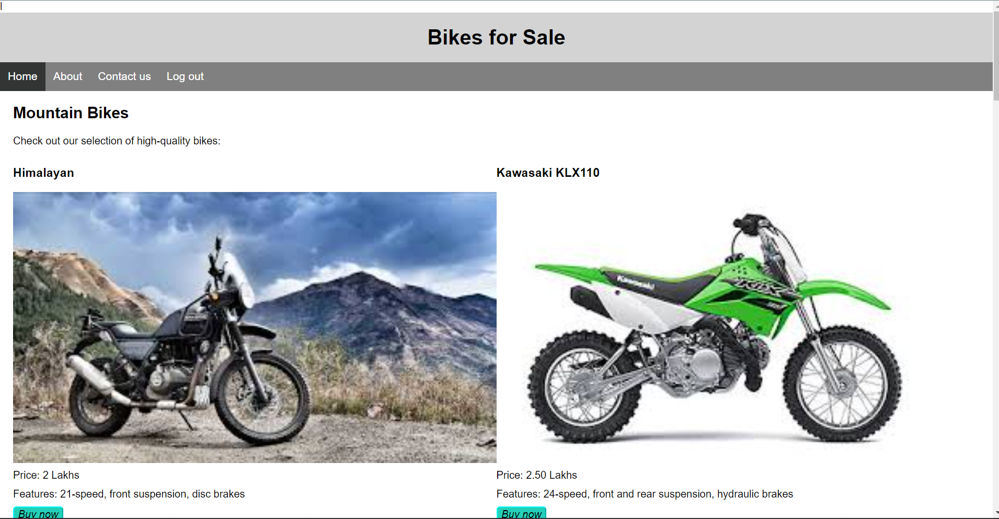 Bikes for Sale
Home About Contact us Log out
Mountain Bikes
Check out our selection of high-quality bikes:
Himalayan
Kawasaki KLX110
Kawasaki
KLX
Price: 2 Lakhs
Price: 2.50 Lakhs
Features: 21-speed, front suspension, disc brakes
Features: 24-speed, front and rear suspension, hydraulic brakes
Buy now
Buy now